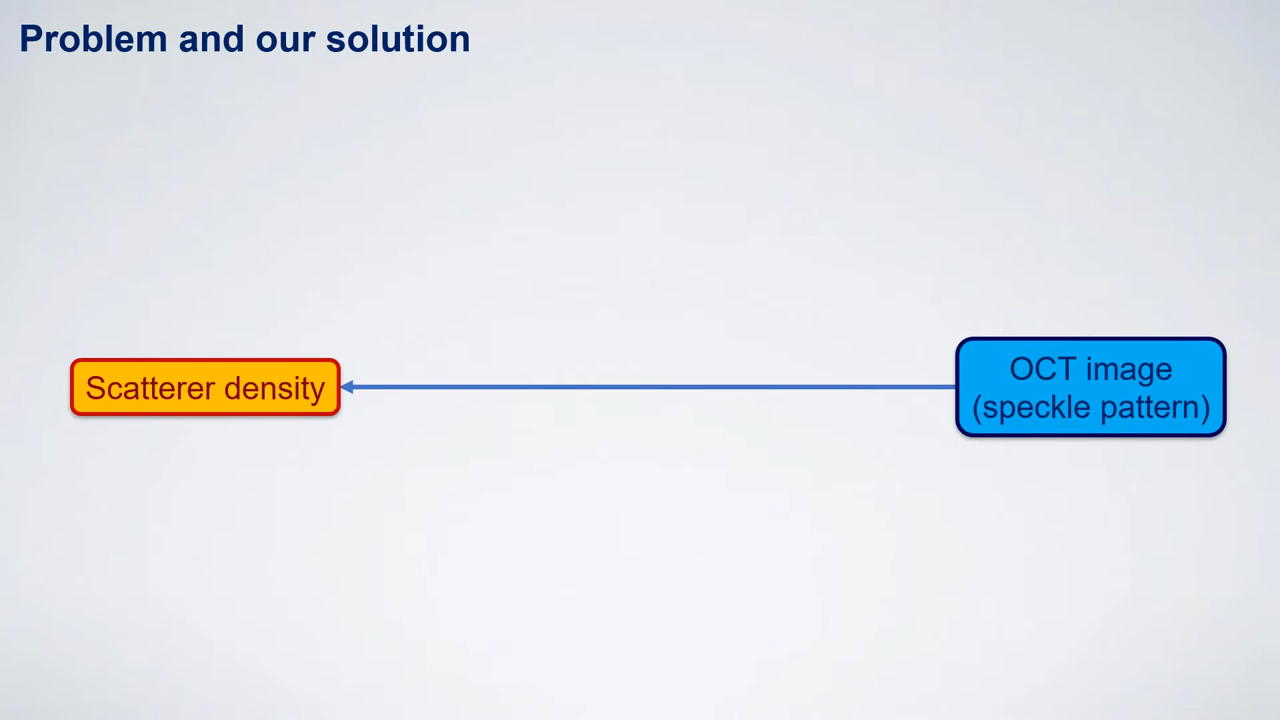 Problem and our solution
Scatterer density
OCT image
(speckle pattern)